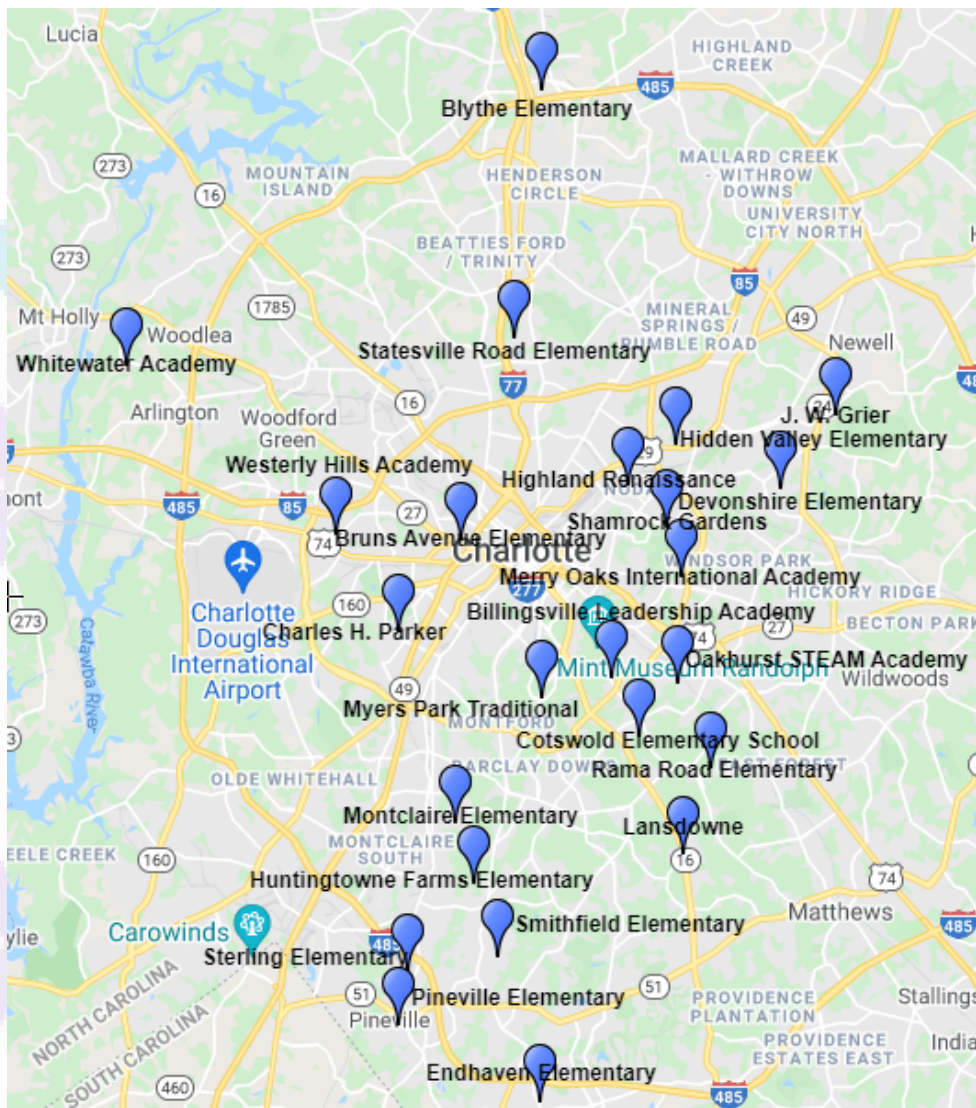 Lucia
HIGHLAND
CREEK
485
Blythe Elementary
273
MOUNTAIN
ISLAND
16
HENDERSON
CIRCLE
MALLARD CREEK
- WITHROW
DOWNS
UNIVERSITY
CITY NORTH
273
BEATTIES FORD
/ TRINITY
85
Mt Holly
Woodlea
1785
Whitewater Academy
Statesville Road Elementary
MINERAL
SPRINGS /
RUMBLE ROAD
49
Newell
77
Arlington
Woodford
Green
16
24
J. W. Grier
Hidden Valley Elementary
Westerly Hills Academy
29
Highland Renaissance
485
85
27
74
Devonshire Elementary
Shamrock Gardens
Bruns Avenue Elementary
Charlotte
WINDSOR PARK
Merry Oaks International Academy
277
HICKORY RIDGE
273
Charlotte
Douglas
International
Airport
160
Charles H. Parker
Billingsville Leadership Academy
74
27
BECTON PARK
Mint Museum Randolph
Oakhurst STEAM Academy
Wildwoods
Catawba River
49
Myers Park Traditional
MONTFORD
Cotswold Elementary School
OLDE WHITEHALL
BARCLAY DOWNS
EAST FOREST
Rama Road Elementary
Montclaire Elementary
Lansdowne
MONTCLAIRE
SOUTH
160
16
74
Huntingtowne Farms Elementary
Matthews
Carowinds
Smithfield Elementary
485
485
Sterling Elementary
NORTH CAROLINA
SOUTH CAROLINA
51
Pineville Elementary
Pineville
51
PROVIDENCE
PLANTATION
PROVIDENCE
ESTATES EAST
Endhaven Elementary
460
485